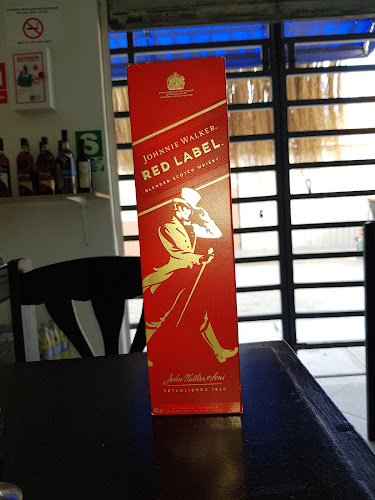 JOHNNIE WALKER
RED LABEL
BLENDED SCOTCH WHISKY
John Walker & Sons
ESTABLISHED 1820
S